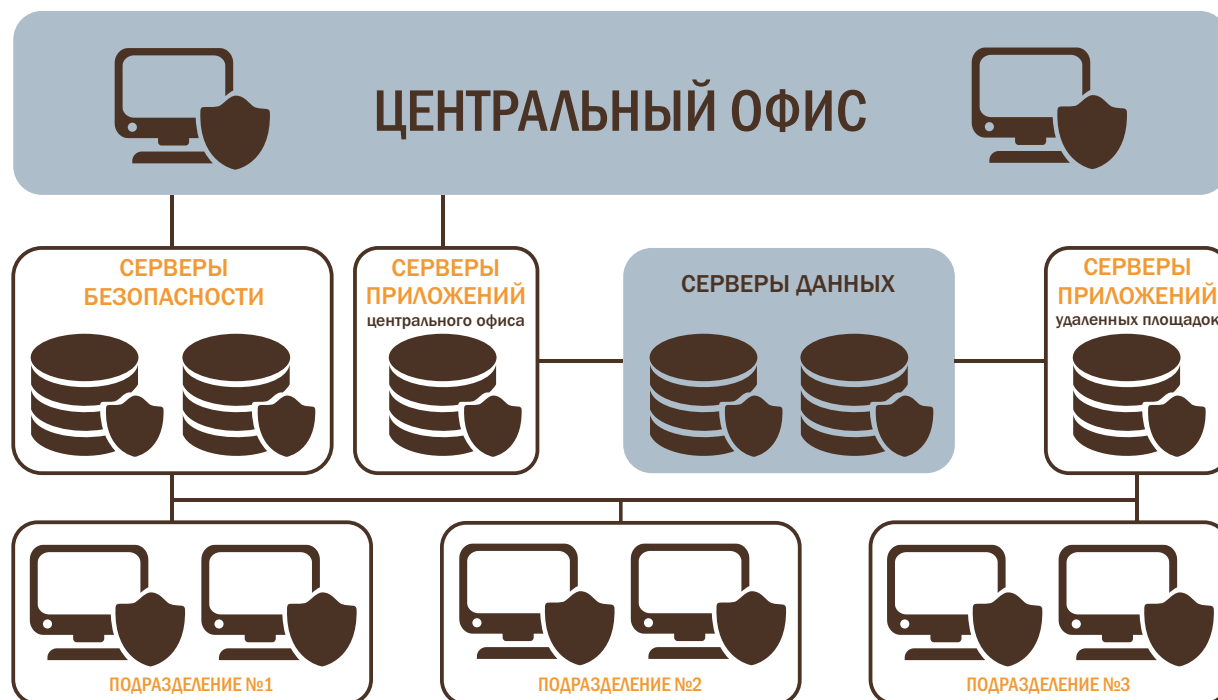 ЦЕНТРАЛЬНЫЙ ОФИС
СЕРВЕРЫ
БЕЗОПАСНОСТИ
СЕРВЕРЫ
ПРИЛОЖЕНИЙ
центрального офиса
СЕРВЕРЫ ДАННЫХ
СЕРВЕРЫ
ПРИЛОЖЕНИЙ
удаленных площадок
ПОДРАЗДЕЛЕНИЕ №1
ПОДРАЗДЕЛЕНИЕ №2
ПОДРАЗДЕЛЕНИЕ №3